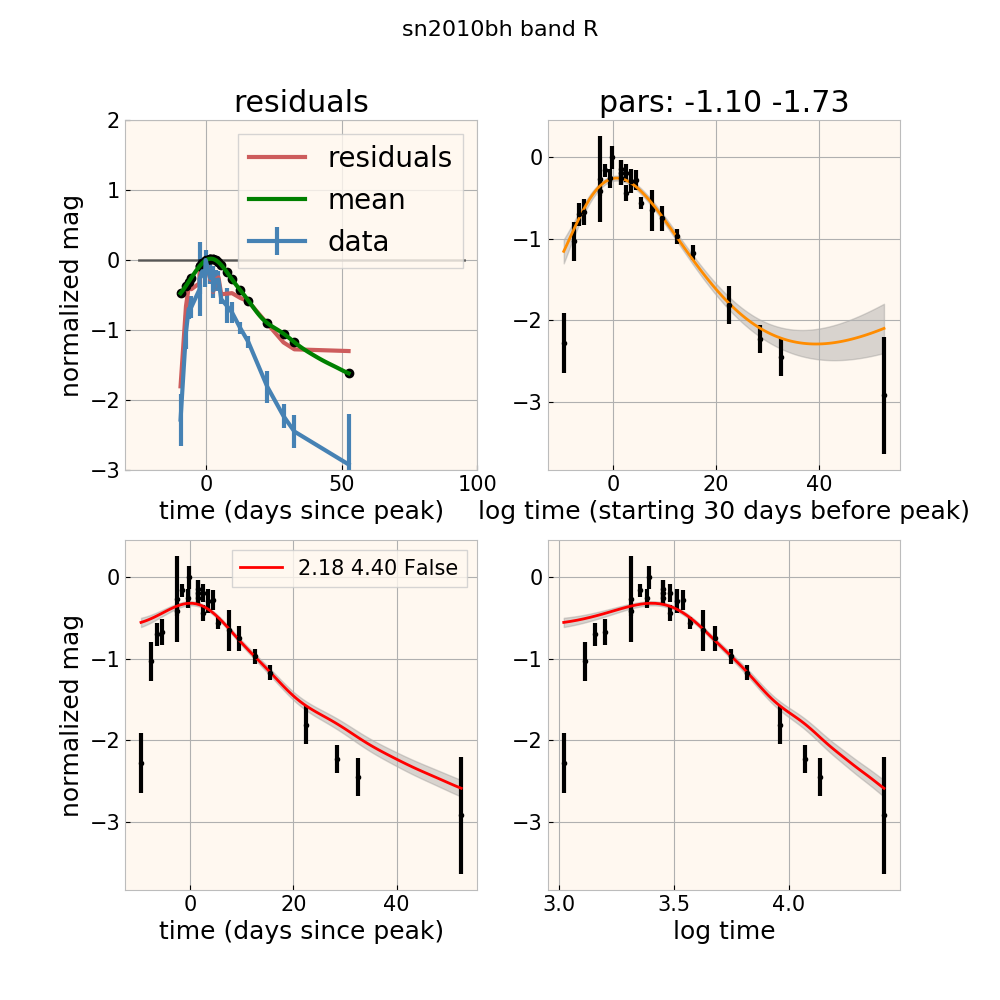 sn2010bh band R
residuals
pars: -1.10 -1.73
2
1
0
−1
−2
−3
normalized mag
residuals
mean
data
0
50
100
time (days since peak)
0
−1
−2
−3
0
20
40
log time (starting 30 days before peak)
0
−1
−2
−3
normalized mag
2.18 4.40 False
0
20
40
time (days since peak)
0
−1
−2
−3
3.0
3.5
4.0
log time